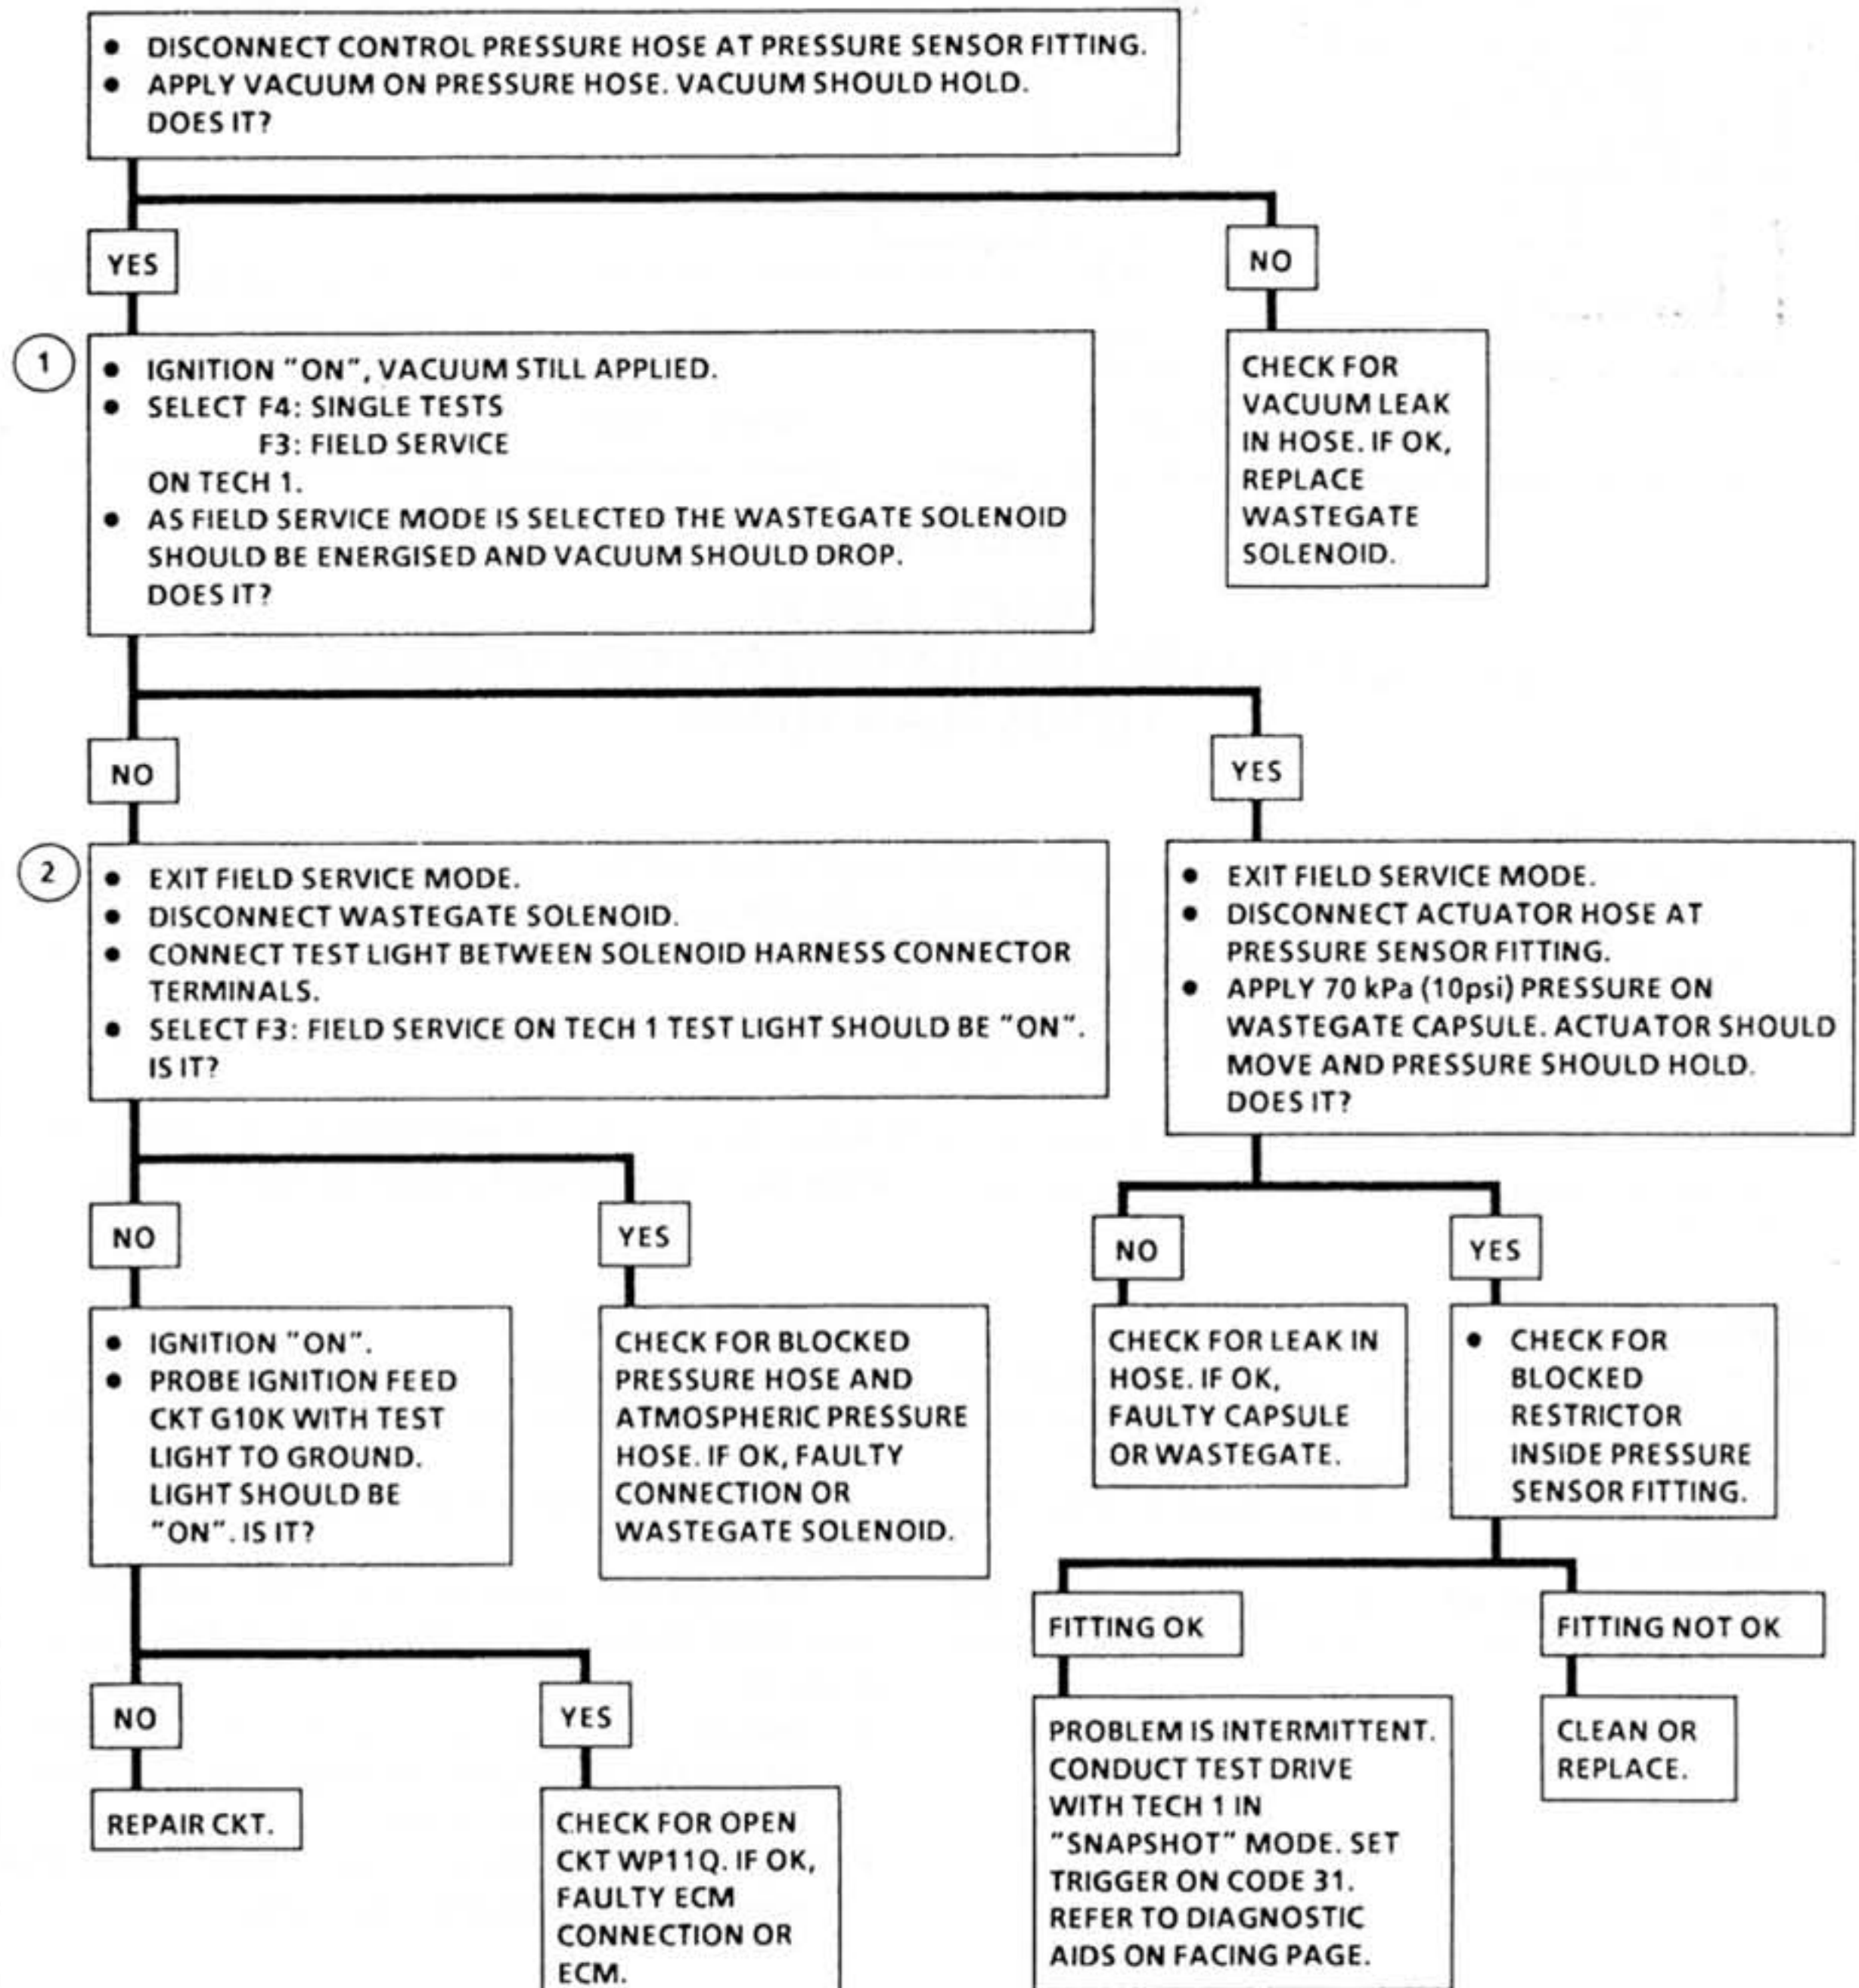 ● DISCONNECT CONTROL PRESSURE HOSE AT PRESSURE SENSOR FITTING.
● APPLY VACUUM ON PRESSURE HOSE. VACUUM SHOULD HOLD.
DOES IT?
YES
NO
1
● IGNITION "ON", VACUUM STILL APPLIED.
● SELECT F4: SINGLE TESTS
F3: FIELD SERVICE
ON TECH 1.
● AS FIELD SERVICE MODE IS SELECTED THE WASTEGATE SOLENOID
SHOULD BE ENERGISED AND VACUUM SHOULD DROP.
DOES IT?
CHECK FOR
VACUUM LEAK
IN HOSE. IF OK,
REPLACE
WASTEGATE
SOLENOID.
NO
YES
2
● EXIT FIELD SERVICE MODE.
● DISCONNECT WASTEGATE SOLENOID.
● CONNECT TEST LIGHT BETWEEN SOLENOID HARNESS CONNECTOR
TERMINALS.
● SELECT F3: FIELD SERVICE ON TECH 1 TEST LIGHT SHOULD BE "ON".
IS IT?
● EXIT FIELD SERVICE MODE.
● DISCONNECT ACTUATOR HOSE AT
PRESSURE SENSOR FITTING.
● APPLY 70 kPa (10psi) PRESSURE ON
WASTEGATE CAPSULE. ACTUATOR SHOULD
MOVE AND PRESSURE SHOULD HOLD.
DOES IT?
NO
YES
NO
YES
● IGNITION "ON".
● PROBE IGNITION FEED
CKT G10K WITH TEST
LIGHT TO GROUND.
LIGHT SHOULD BE
"ON". IS IT?
CHECK FOR BLOCKED
PRESSURE HOSE AND
ATMOSPHERIC PRESSURE
HOSE. IF OK, FAULTY
CONNECTION OR
WASTEGATE SOLENOID.
CHECK FOR LEAK IN
HOSE. IF OK,
FAULTY CAPSULE
OR WASTEGATE.
● CHECK FOR
BLOCKED
RESTRICTOR
INSIDE PRESSURE
SENSOR FITTING.
FITTING OK
FITTING NOT OK
NO
YES
REPAIR CKT.
CHECK FOR OPEN
CKT WP11Q. IF OK,
FAULTY ECM
CONNECTION OR
ECM.
PROBLEM IS INTERMITTENT.
CONDUCT TEST DRIVE
WITH TECH 1 IN
"SNAPSHOT" MODE. SET
TRIGGER ON CODE 31.
REFER TO DIAGNOSTIC
AIDS ON FACING PAGE.
CLEAN OR
REPLACE.